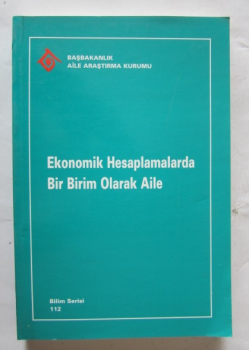 BAŞBAKANLIK
AİLE ARAŞTIRMA KURUMU
Ekonomik Hesaplamalarda
Bir Birim Olarak Aile
Bilim Serisi
112